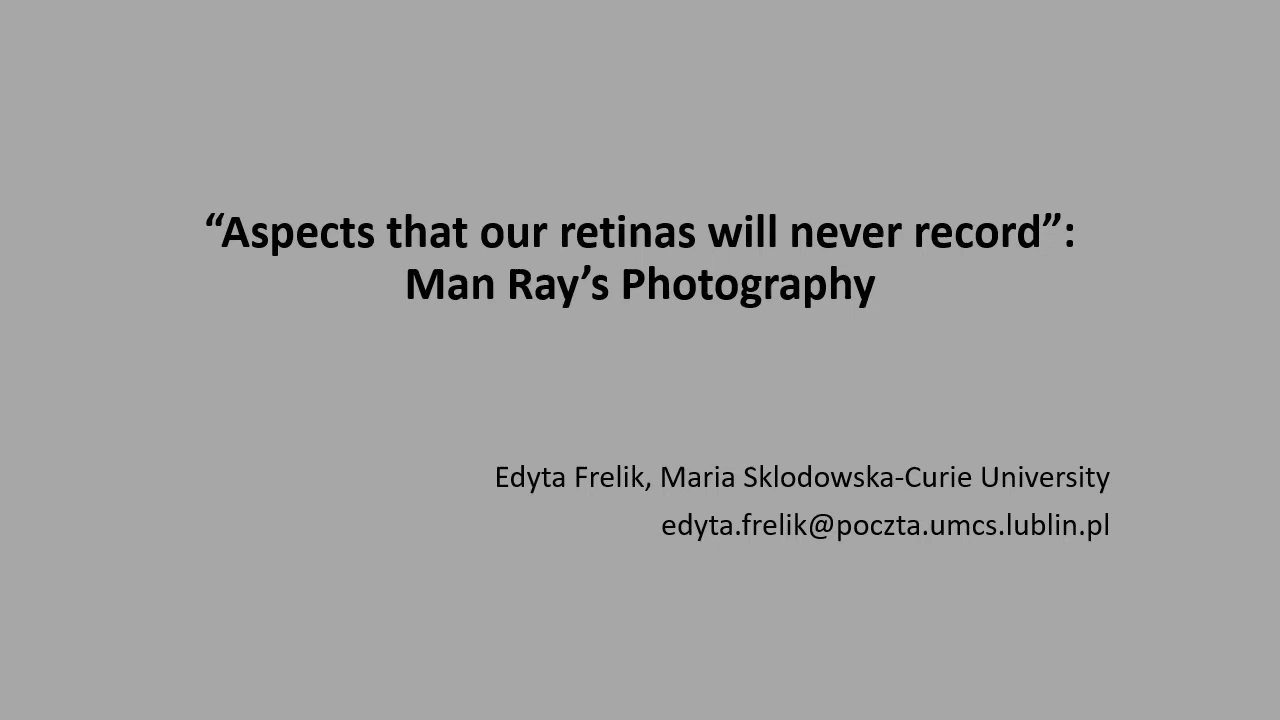 “Aspects that our retinas will never record”:
Man Ray’s Photography
Edyta Frelik, Maria Sklodowska-Curie University
edyta.frelik@poczta.umcs.lublin.pl